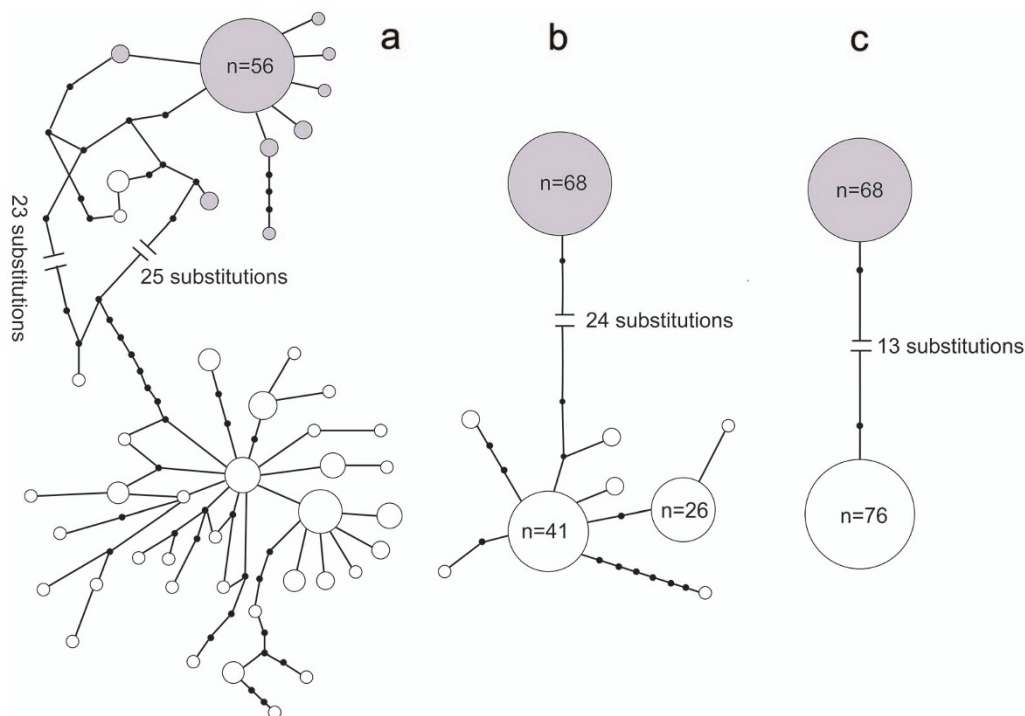 a
n=56
23 substitutions
25 substitutions
b
n=68
24 substitutions
n=41
n=26
c
n=68
13 substitutions
n=76